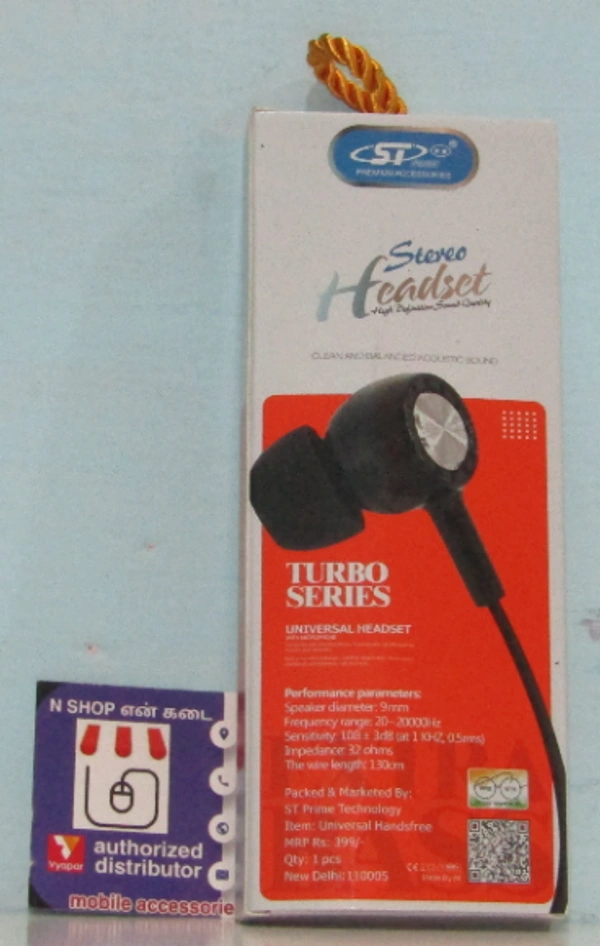 ST
PREMIUM ACCESSORIES
Stereo
Headset
High Definition Sound Quality
CLEAN AND BALANCED ACOUSTIC SOUND
TURBO
SERIES
UNIVERSAL HEADSET
WITH MICROPHONE
Performance parameters:
Speaker diameter: 9mm
Frequency range: 20~20000Hz
Sensitivity: 108 ± 3dB (at 1 KHZ, 0.5mw)
Impedance: 32 ohms
The wire length: 130cm
Packed & Marketed By:
ST Prime Technology
Item: Universal Handsfree
MRP Rs: 399/-
Qty: 1 pcs
New Delhi: 110005
N SHOP என் கடை
Vyapar
authorized
distributor
mobile accessorie